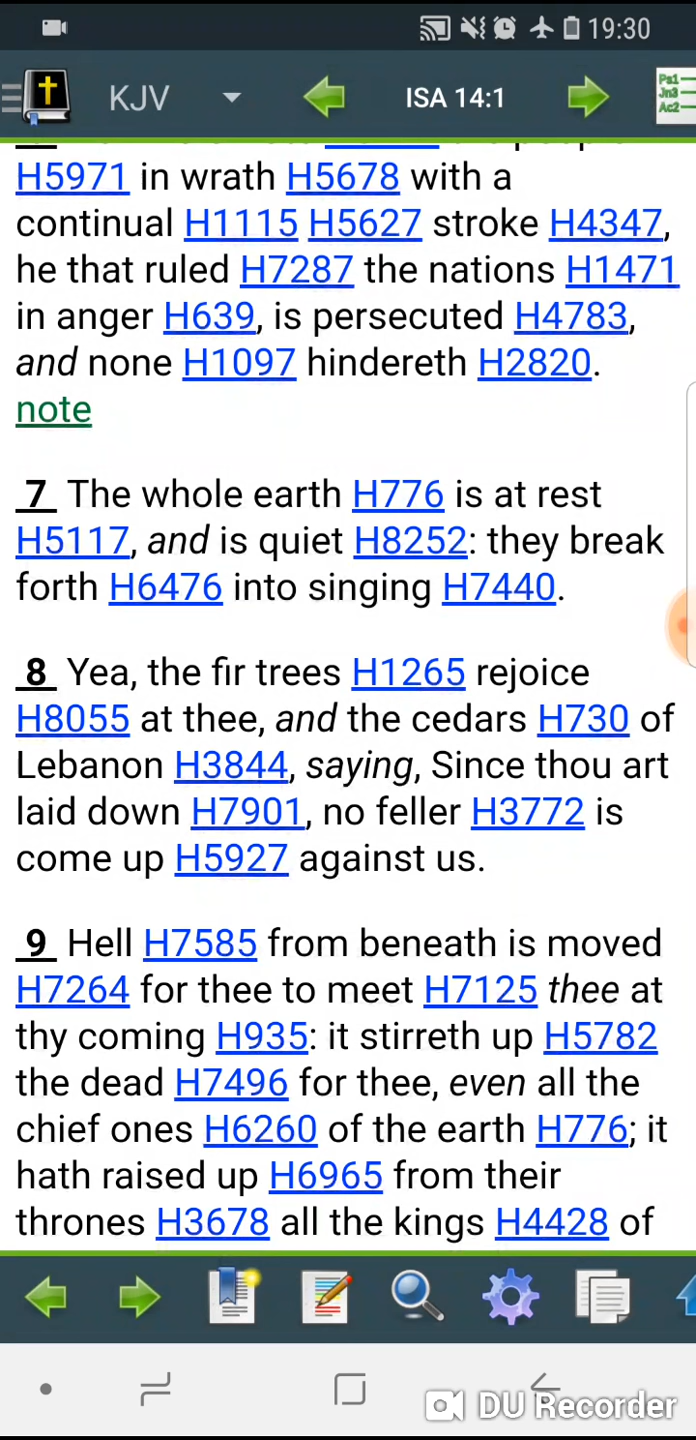 19:30
KJV ISA 14:1
Ps1
Jn3
Ac2
H5971 in wrath H5678 with a
continual H1115 H5627 stroke H4347,
he that ruled H7287 the nations H1471
in anger H639, is persecuted H4783,
and none H1097 hindereth H2820.
note
7 The whole earth H776 is at rest
H5117, and is quiet H8252: they break
forth H6476 into singing H7440.
8 Yea, the fir trees H1265 rejoice
H8055 at thee, and the cedars H730 of
Lebanon H3844, saying, Since thou art
laid down H7901, no feller H3772 is
come up H5927 against us.
9 Hell H7585 from beneath is moved
H7264 for thee to meet H7125 thee at
thy coming H935: it stirreth up H5782
the dead H7496 for thee, even all the
chief ones H6260 of the earth H776; it
hath raised up H6965 from their
thrones H3678 all the kings H4428 of
DU Recorder